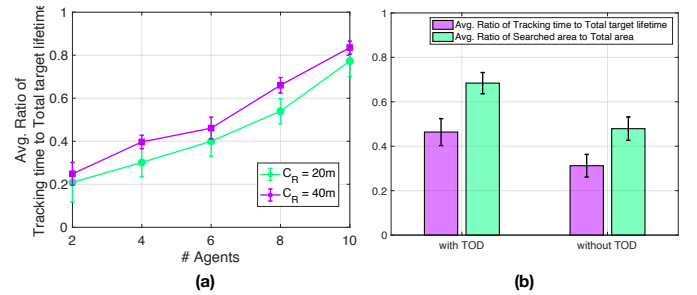 Avg. Ratio of
Tracking time to Total target lifetime
1
0.8
0.6
0.4
0.2
0
2
4
6
8
10
# Agents
C_R = 20m
C_R = 40m
(a)
1
0.8
0.6
0.4
0.2
0
Avg. Ratio of Tracking time to Total target lifetime
Avg. Ratio of Searched area to Total area
with TOD
without TOD
(b)